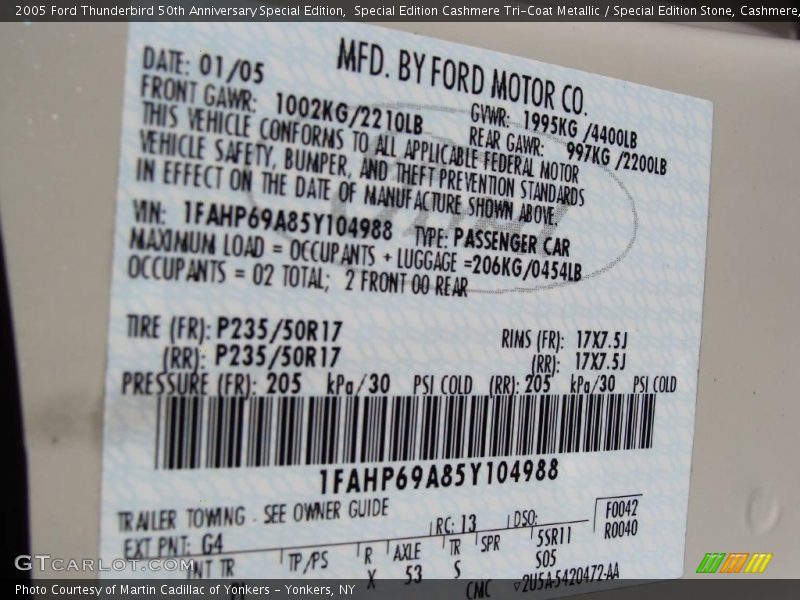 2005 Ford Thunderbird 50th Anniversary Special Edition, Special Edition Cashmere Tri-Coat Metallic / Special Edition Stone, Cashmere,
MFD. BY FORD MOTOR CO.
DATE: 01/05 GVWR: 1995KG /4400LB
FRONT GAWR: 1002KG/2210LB REAR GAWR: 997KG /2200LB
THIS VEHICLE CONFORMS TO ALL APPLICABLE FEDERAL MOTOR
VEHICLE SAFETY, BUMPER, AND THEFT PREVENTION STANDARDS
IN EFFECT ON THE DATE OF MANUFACTURE SHOWN ABOVE.
VIN: 1FAHP69A85Y104988 TYPE: PASSENGER CAR
MAXIMUM LOAD = OCCUPANTS + LUGGAGE =206KG/0454LB
OCCUPANTS = 02 TOTAL; 2 FRONT 00 REAR
TIRE (FR): P235/50R17 RIMS (FR): 17X7.5J
(RR): P235/50R17 (RR): 17X7.5J
PRESSURE (FR): 205 kPa/30 PSI COLD (RR): 205 kPa/30 PSI COLD
1FAHP69A85Y104988
TRAILER TOWING - SEE OWNER GUIDE
F0042
EXT PNT: G4 RC: 13 DSO: R0040
INT TR TP/PS R AXLE TR SPR 5SR11
X 53 S S05
CMC 2U5A-5420472-AA
GTCarLot.com
Photo Courtesy of Martin Cadillac of Yonkers - Yonkers, NY